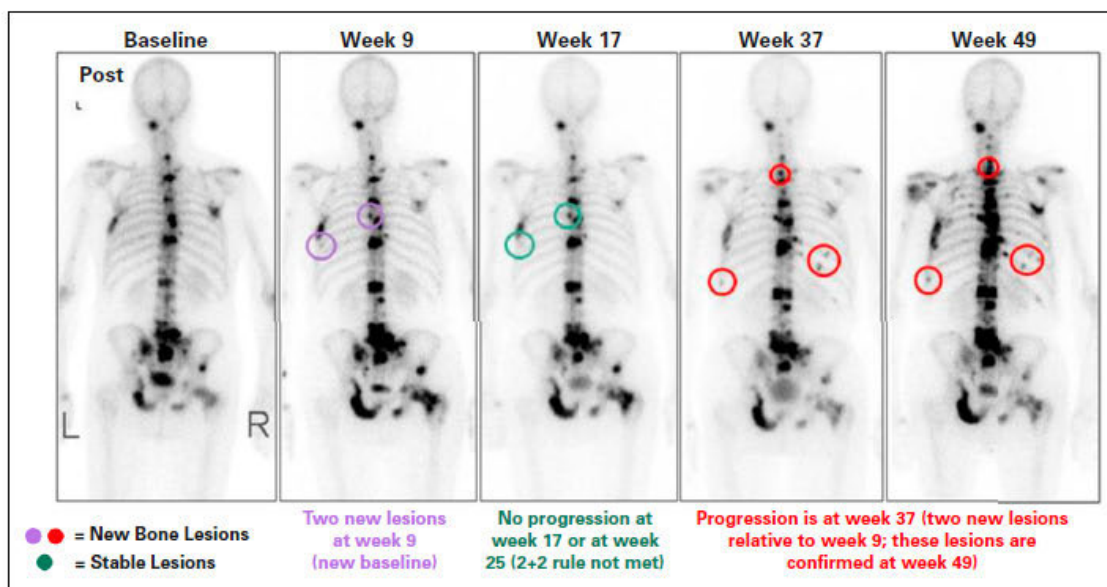 Baseline
Week 9
Week 17
Week 37
Week 49
Post
L
L
R
= New Bone Lesions
= Stable Lesions
Two new lesions
at week 9
(new baseline)
No progression at
week 17 or at week
25 (2+2 rule not met)
Progression is at week 37 (two new lesions
relative to week 9; these lesions are
confirmed at week 49)